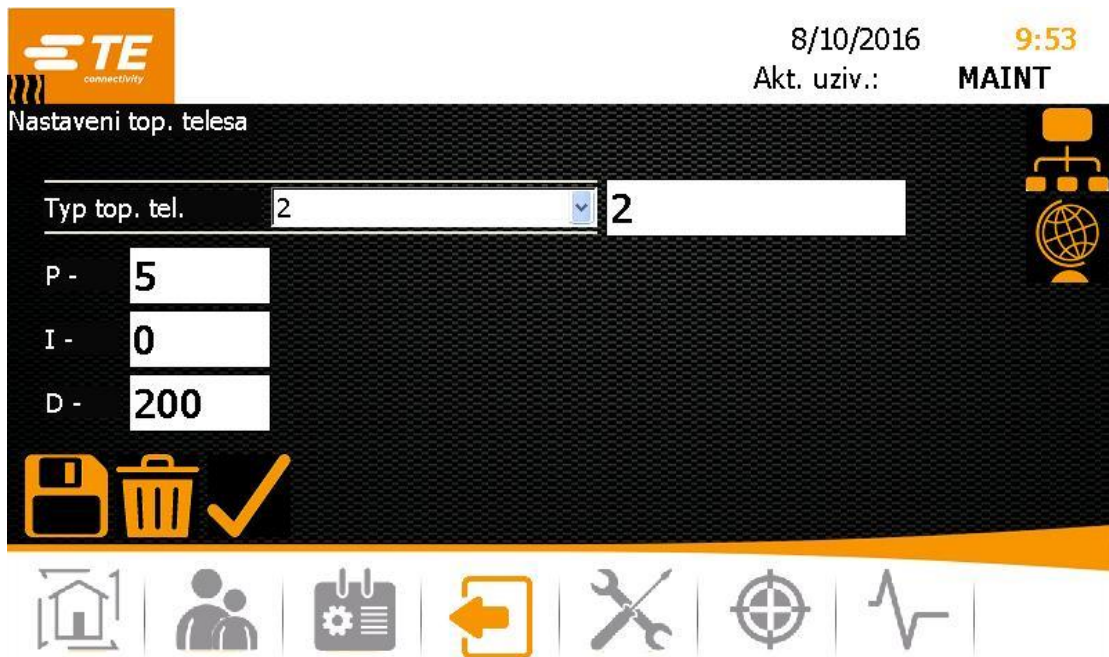 TE
connectivity
8/10/2016 9:53
Akt. uziv.: MAINT
Nastaveni top. telesa
Typ top. tel. 2 2
P - 5
I - 0
D - 200